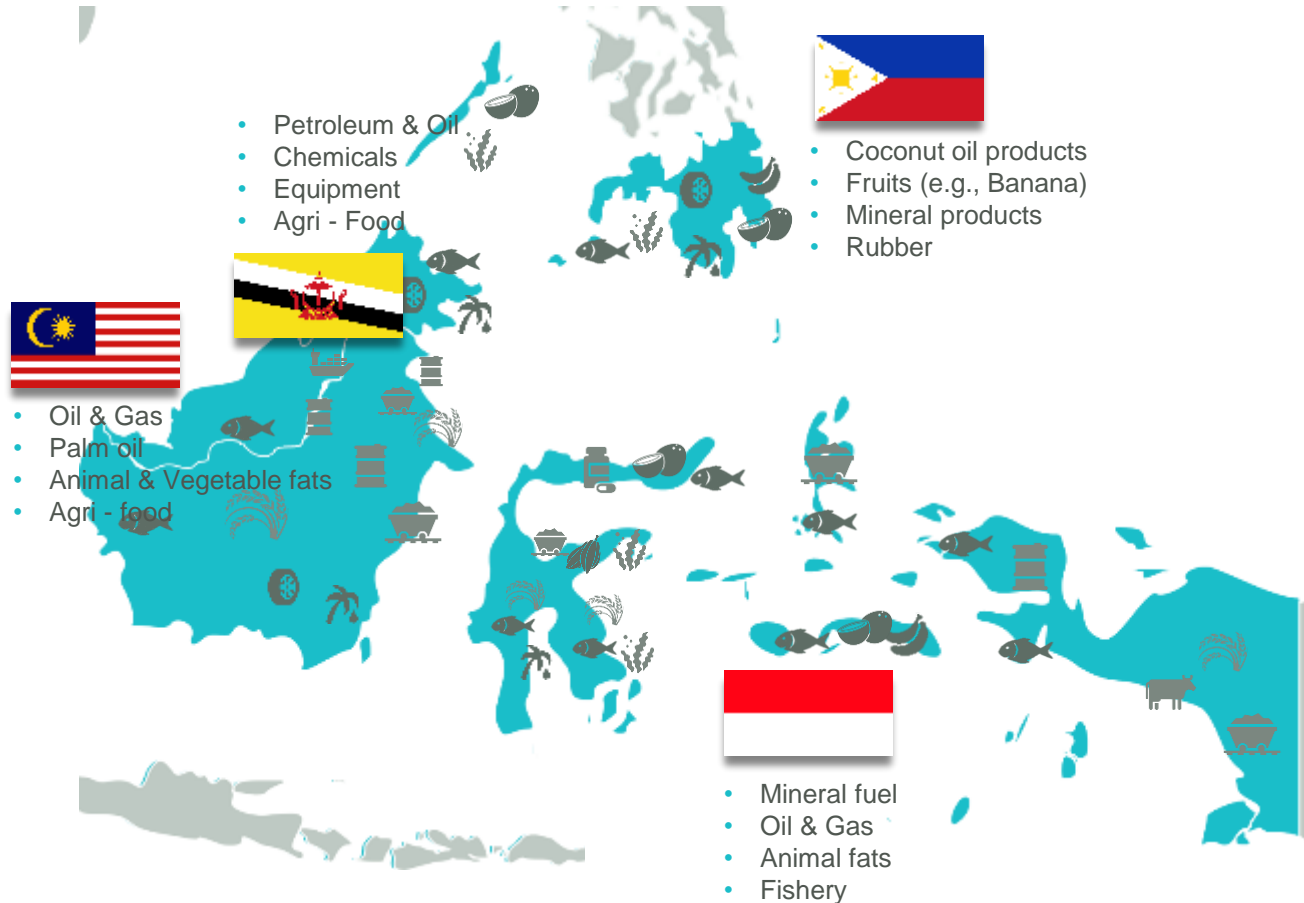 • Petroleum & Oil
• Chemicals
• Equipment
• Agri - Food
• Coconut oil products
• Fruits (e.g., Banana)
• Mineral products
• Rubber
• Oil & Gas
• Palm oil
• Animal & Vegetable fats
• Agri - food
• Mineral fuel
• Oil & Gas
• Animal fats
• Fishery